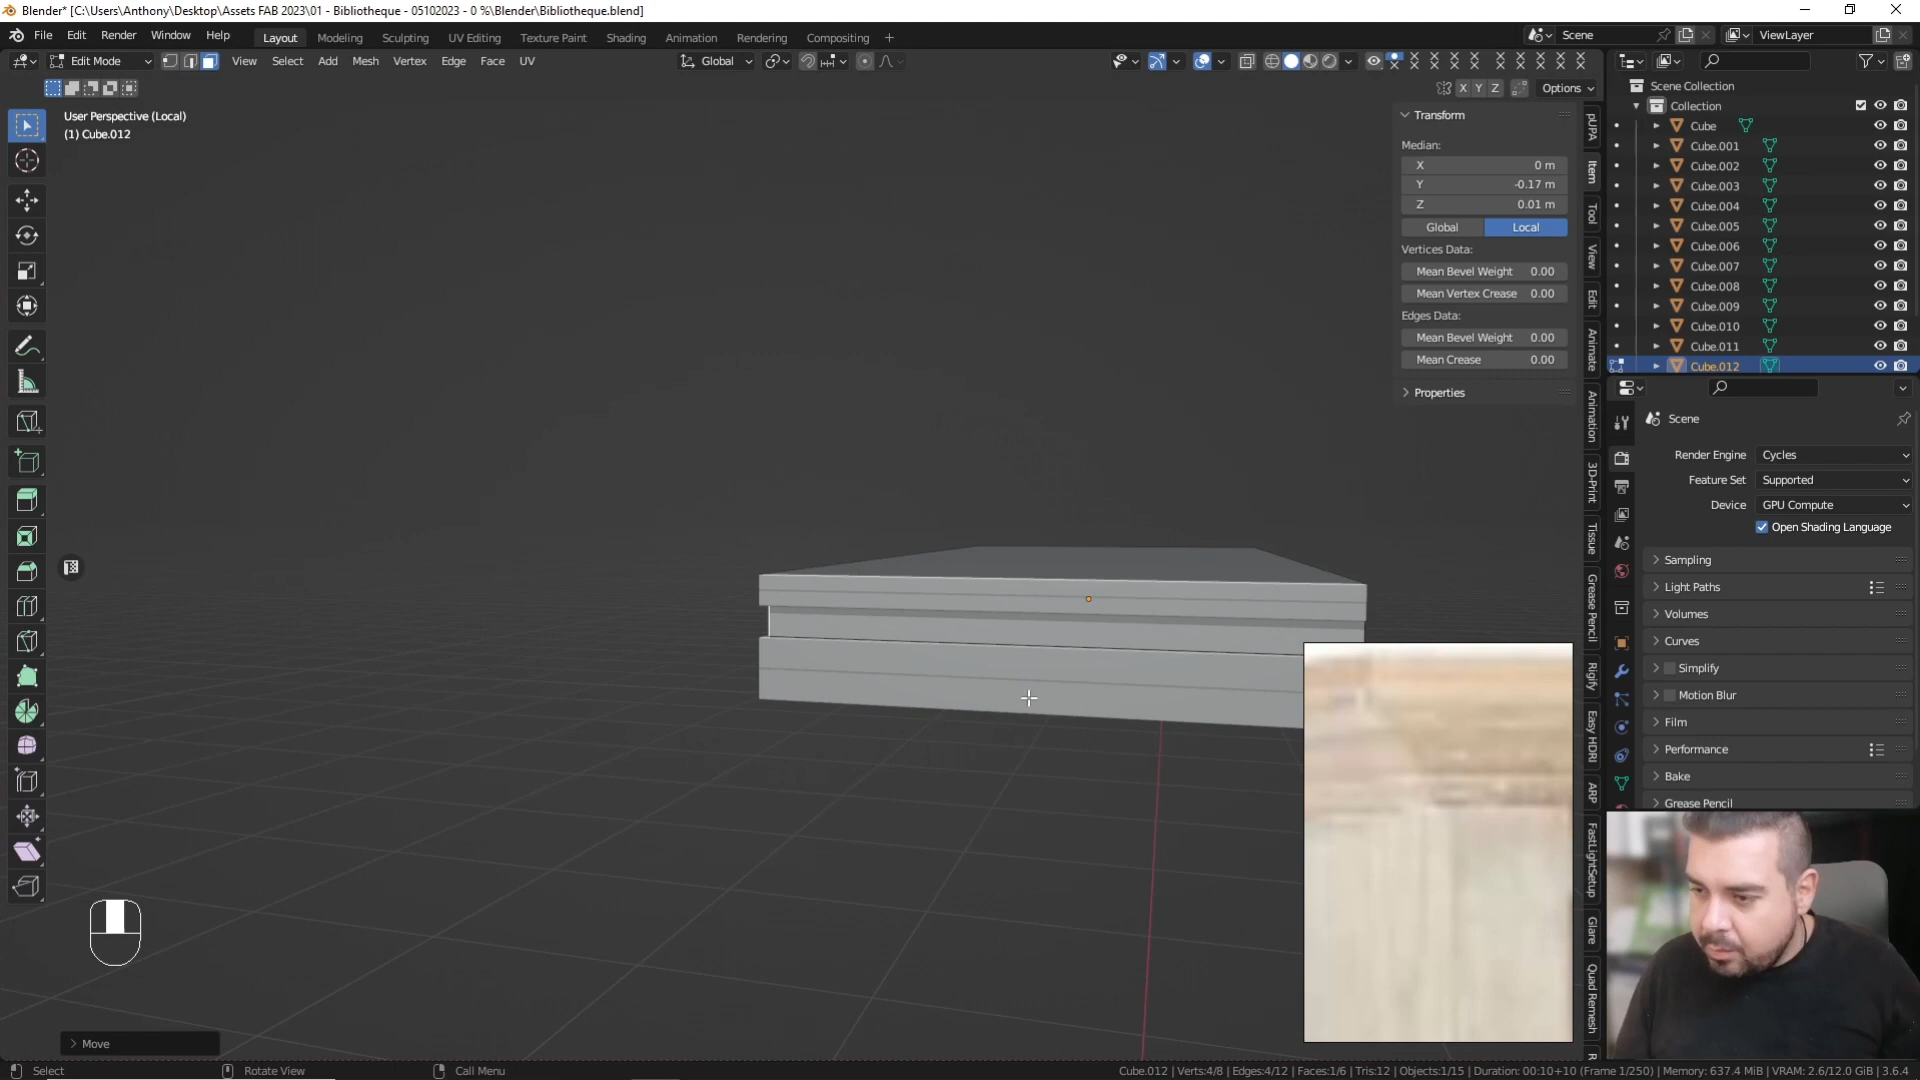 Blender* [C:\Users\Anthony\Desktop\Assets FAB 2023\01 - Bibliotheque - 05102023 - 0 %\Blender\Bibliotheque.blend]
File Edit Render Window Help
Layout Modeling Sculpting UV Editing Texture Paint Shading Animation Rendering Compositing +
Scene
ViewLayer
Edit Mode
View Select Add Mesh Vertex Edge Face UV
Global
X Y Z
Options
User Perspective (Local)
(1) Cube.012
Transform
Median:
X 0 m
Y -0.17 m
Z 0.01 m
Global Local
Vertices Data:
Mean Bevel Weight 0.00
Mean Vertex Crease 0.00
Edges Data:
Mean Bevel Weight 0.00
Mean Crease 0.00
Properties
pUPA
Item
Tool
View
Edit
Animate
Animation
3D-Print
Tissue
Grease Pencil
Rigify
Easy HDRI
ARP
FastLightSetup
Glare
Quad Remesh
R
Scene Collection
Collection
Cube
Cube.001
Cube.002
Cube.003
Cube.004
Cube.005
Cube.006
Cube.007
Cube.008
Cube.009
Cube.010
Cube.011
Cube.012
Scene
Render Engine Cycles
Feature Set Supported
Device GPU Compute
Open Shading Language
Sampling
Light Paths
Volumes
Curves
Simplify
Motion Blur
Film
Performance
Bake
Grease Pencil
Move
Select
Rotate View
Call Menu
Cube.012 | Verts:4/8 | Edges:4/12 | Faces:1/6 | Tris:12 | Objects:1/15 | Duration: 00:10+10 (Frame 1/250) | Memory: 637.4 MiB | VRAM: 2.6/12.0 GiB | 3.6.4